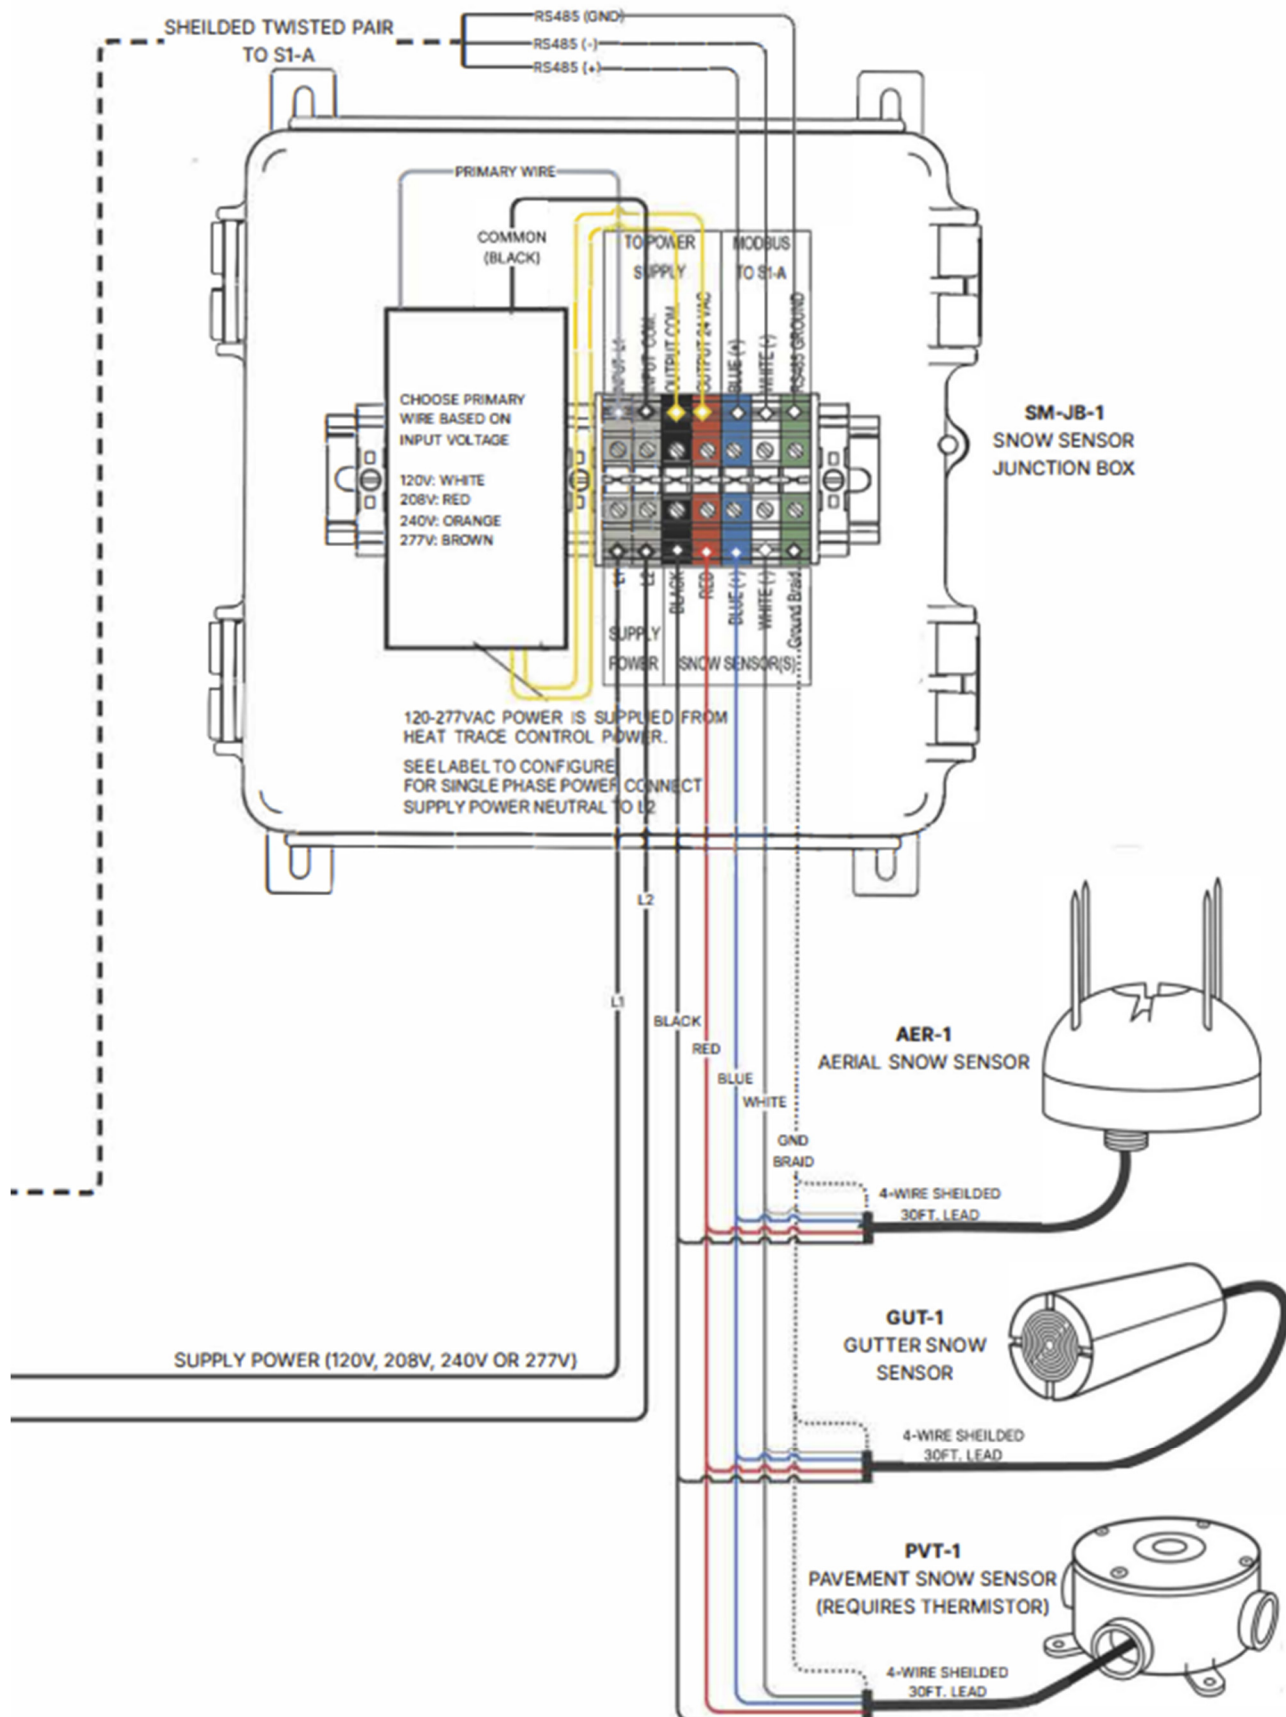 SHEILDED TWISTED PAIR
TO S1-A
RS485 (GND)
RS485 (-)
RS485 (+)
PRIMARY WIRE
COMMON
(BLACK)
TO POWER
SUPPLY
MODBUS
TO S1-A
INPUT L1
INPUT COM.
OUTPUT COM.
OUTPUT 24 VAC
BLUE (+)
WHITE (-)
RS485 GROUND
CHOOSE PRIMARY
WIRE BASED ON
INPUT VOLTAGE
120V: WHITE
208V: RED
240V: ORANGE
277V: BROWN
SM-JB-1
SNOW SENSOR
JUNCTION BOX
L1
L2
BLACK
RED
BLUE (+)
WHITE (-)
Ground Braid
SUPPLY
POWER
SNOW SENSOR(S)
120-277VAC POWER IS SUPPLIED FROM
HEAT TRACE CONTROL POWER.
SEE LABEL TO CONFIGURE
FOR SINGLE PHASE POWER CONNECT
SUPPLY POWER NEUTRAL TO L2
L2
L1
BLACK
RED
BLUE
WHITE
GND
BRAID
AER-1
AERIAL SNOW SENSOR
4-WIRE SHEILDED
30FT. LEAD
GUT-1
GUTTER SNOW
SENSOR
SUPPLY POWER (120V, 208V, 240V OR 277V)
4-WIRE SHEILDED
30FT. LEAD
PVT-1
PAVEMENT SNOW SENSOR
(REQUIRES THERMISTOR)
4-WIRE SHEILDED
30FT. LEAD